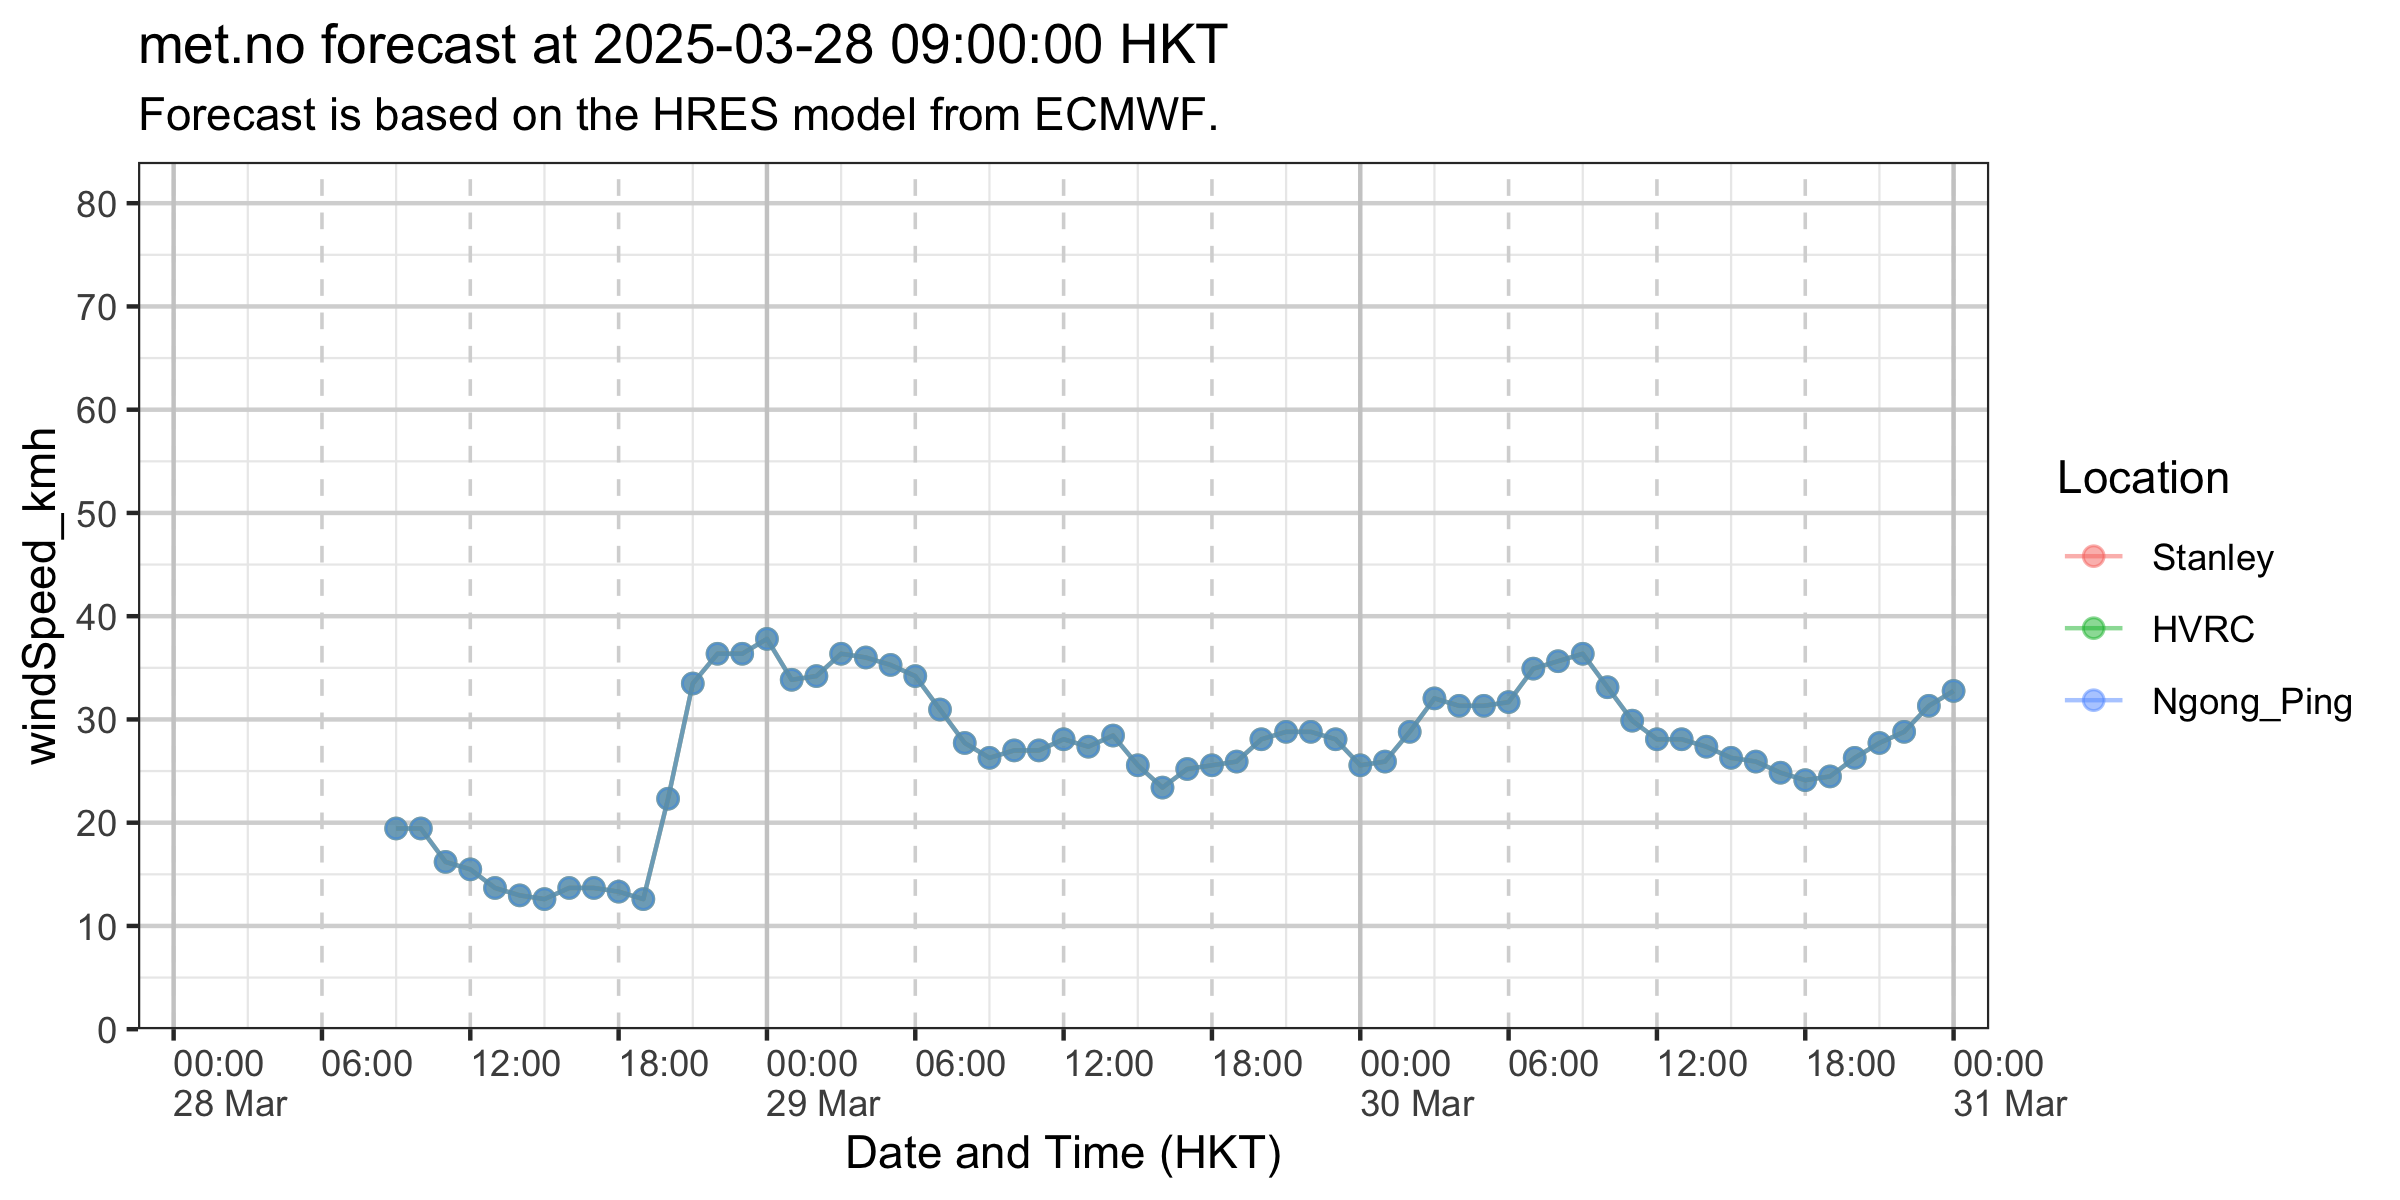 met.no forecast at 2025-03-28 09:00:00 HKT
Forecast is based on the HRES model from ECMWF.
windSpeed_kmh
80
70
60
50
40
30
20
10
0
00:00 06:00 12:00 18:00 00:00 06:00 12:00 18:00 00:00 06:00 12:00 18:00 00:00
28 Mar 29 Mar 30 Mar 31 Mar
Date and Time (HKT)
Location
Stanley
HVRC
Ngong_Ping